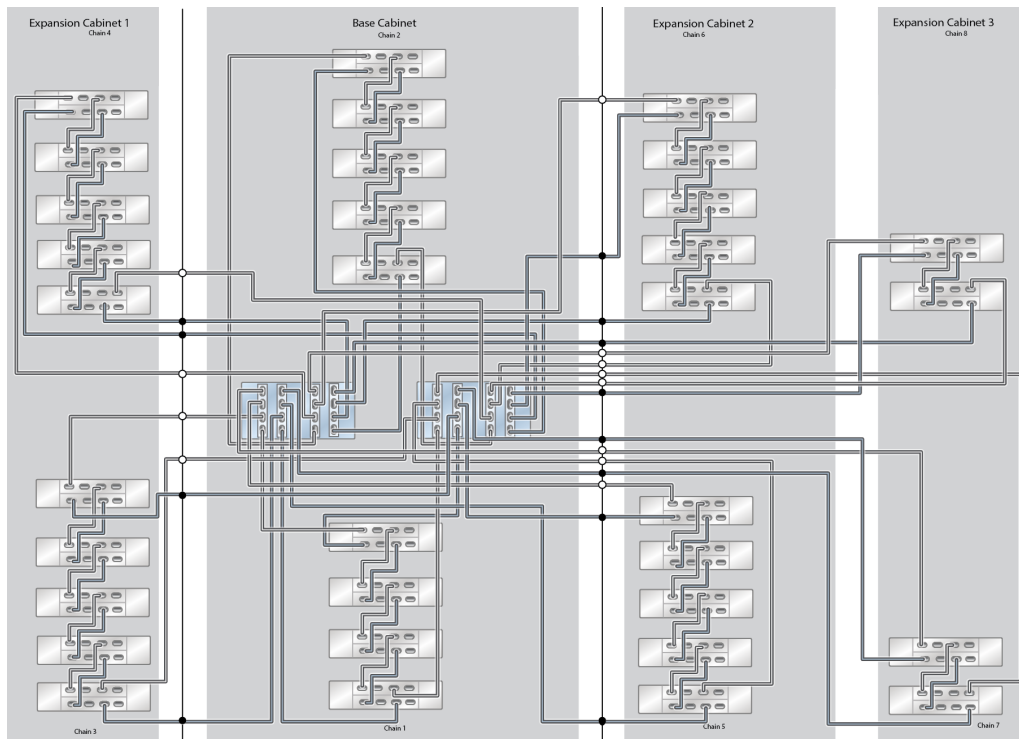 Expansion Cabinet 1
Chain 4
Base Cabinet
Chain 2
Expansion Cabinet 2
Chain 6
Expansion Cabinet 3
Chain 8
Chain 3
Chain 1
Chain 5
Chain 7